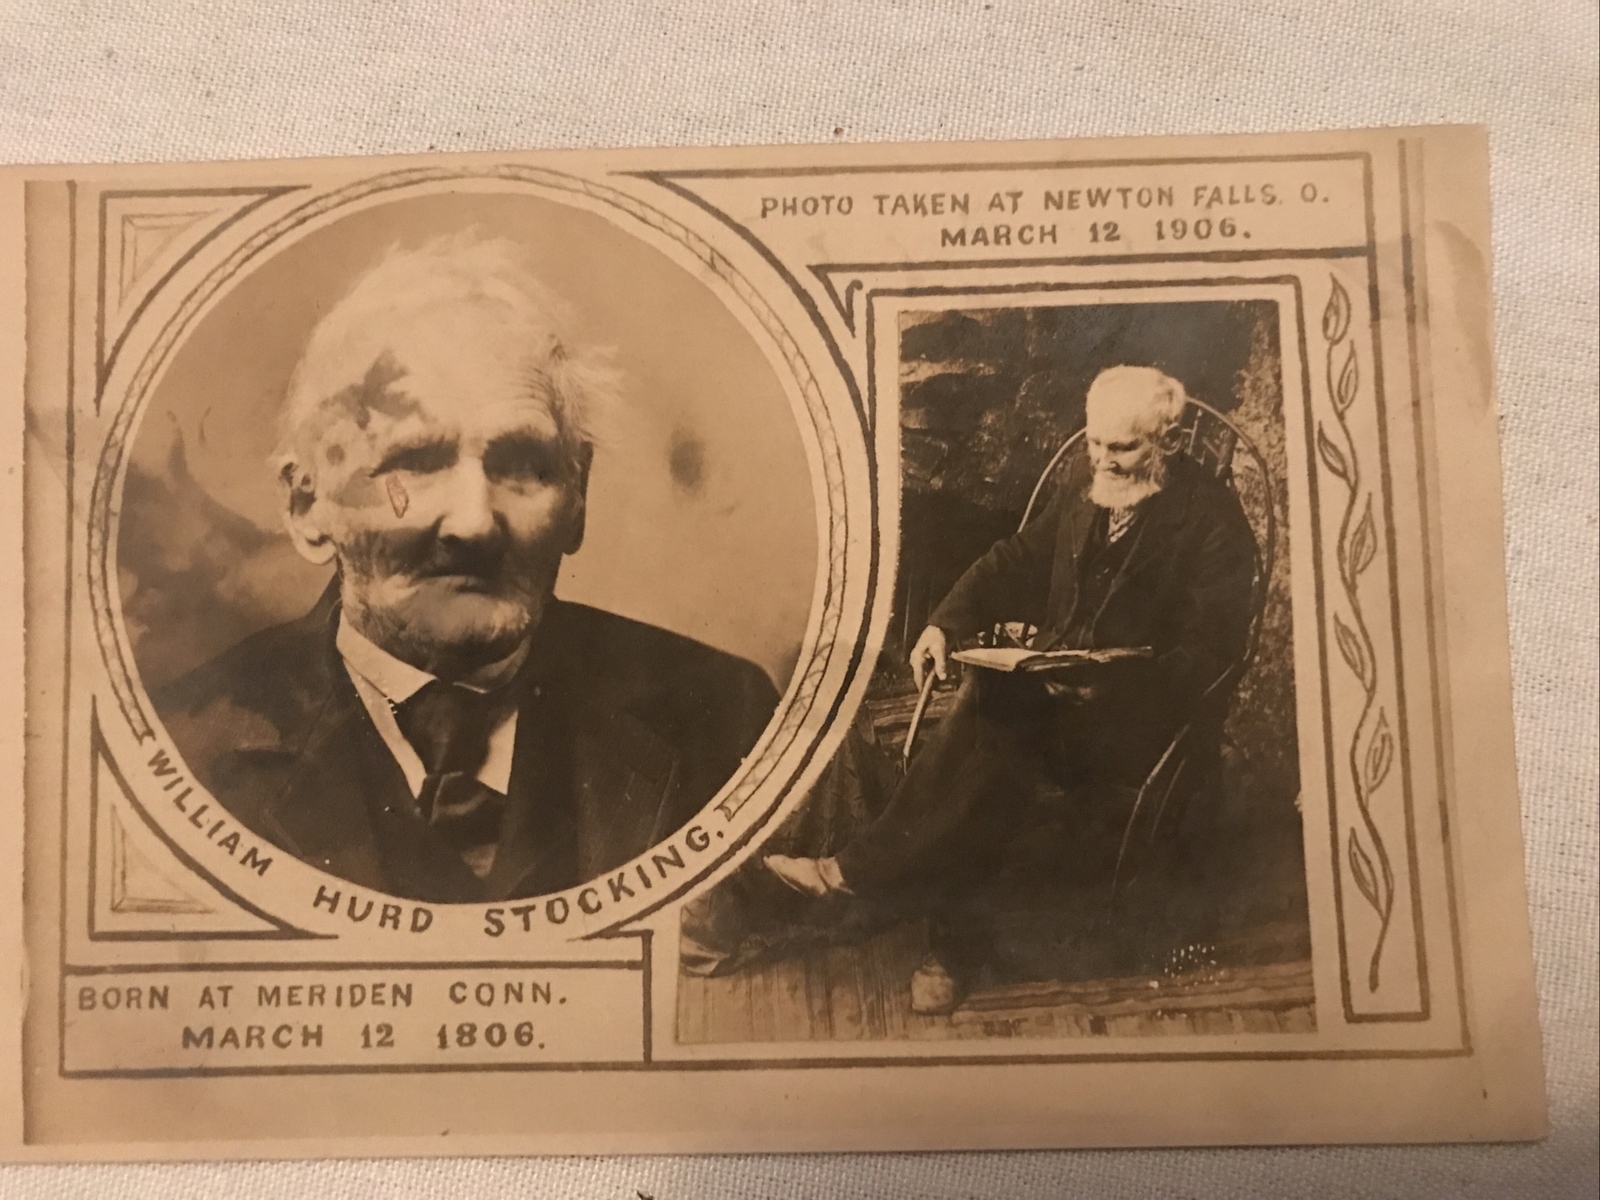 PHOTO TAKEN AT NEWTON FALLS. O.
MARCH 12 1906.
WILLIAM HURD STOCKING.
BORN AT MERIDEN CONN.
MARCH 12 1806.